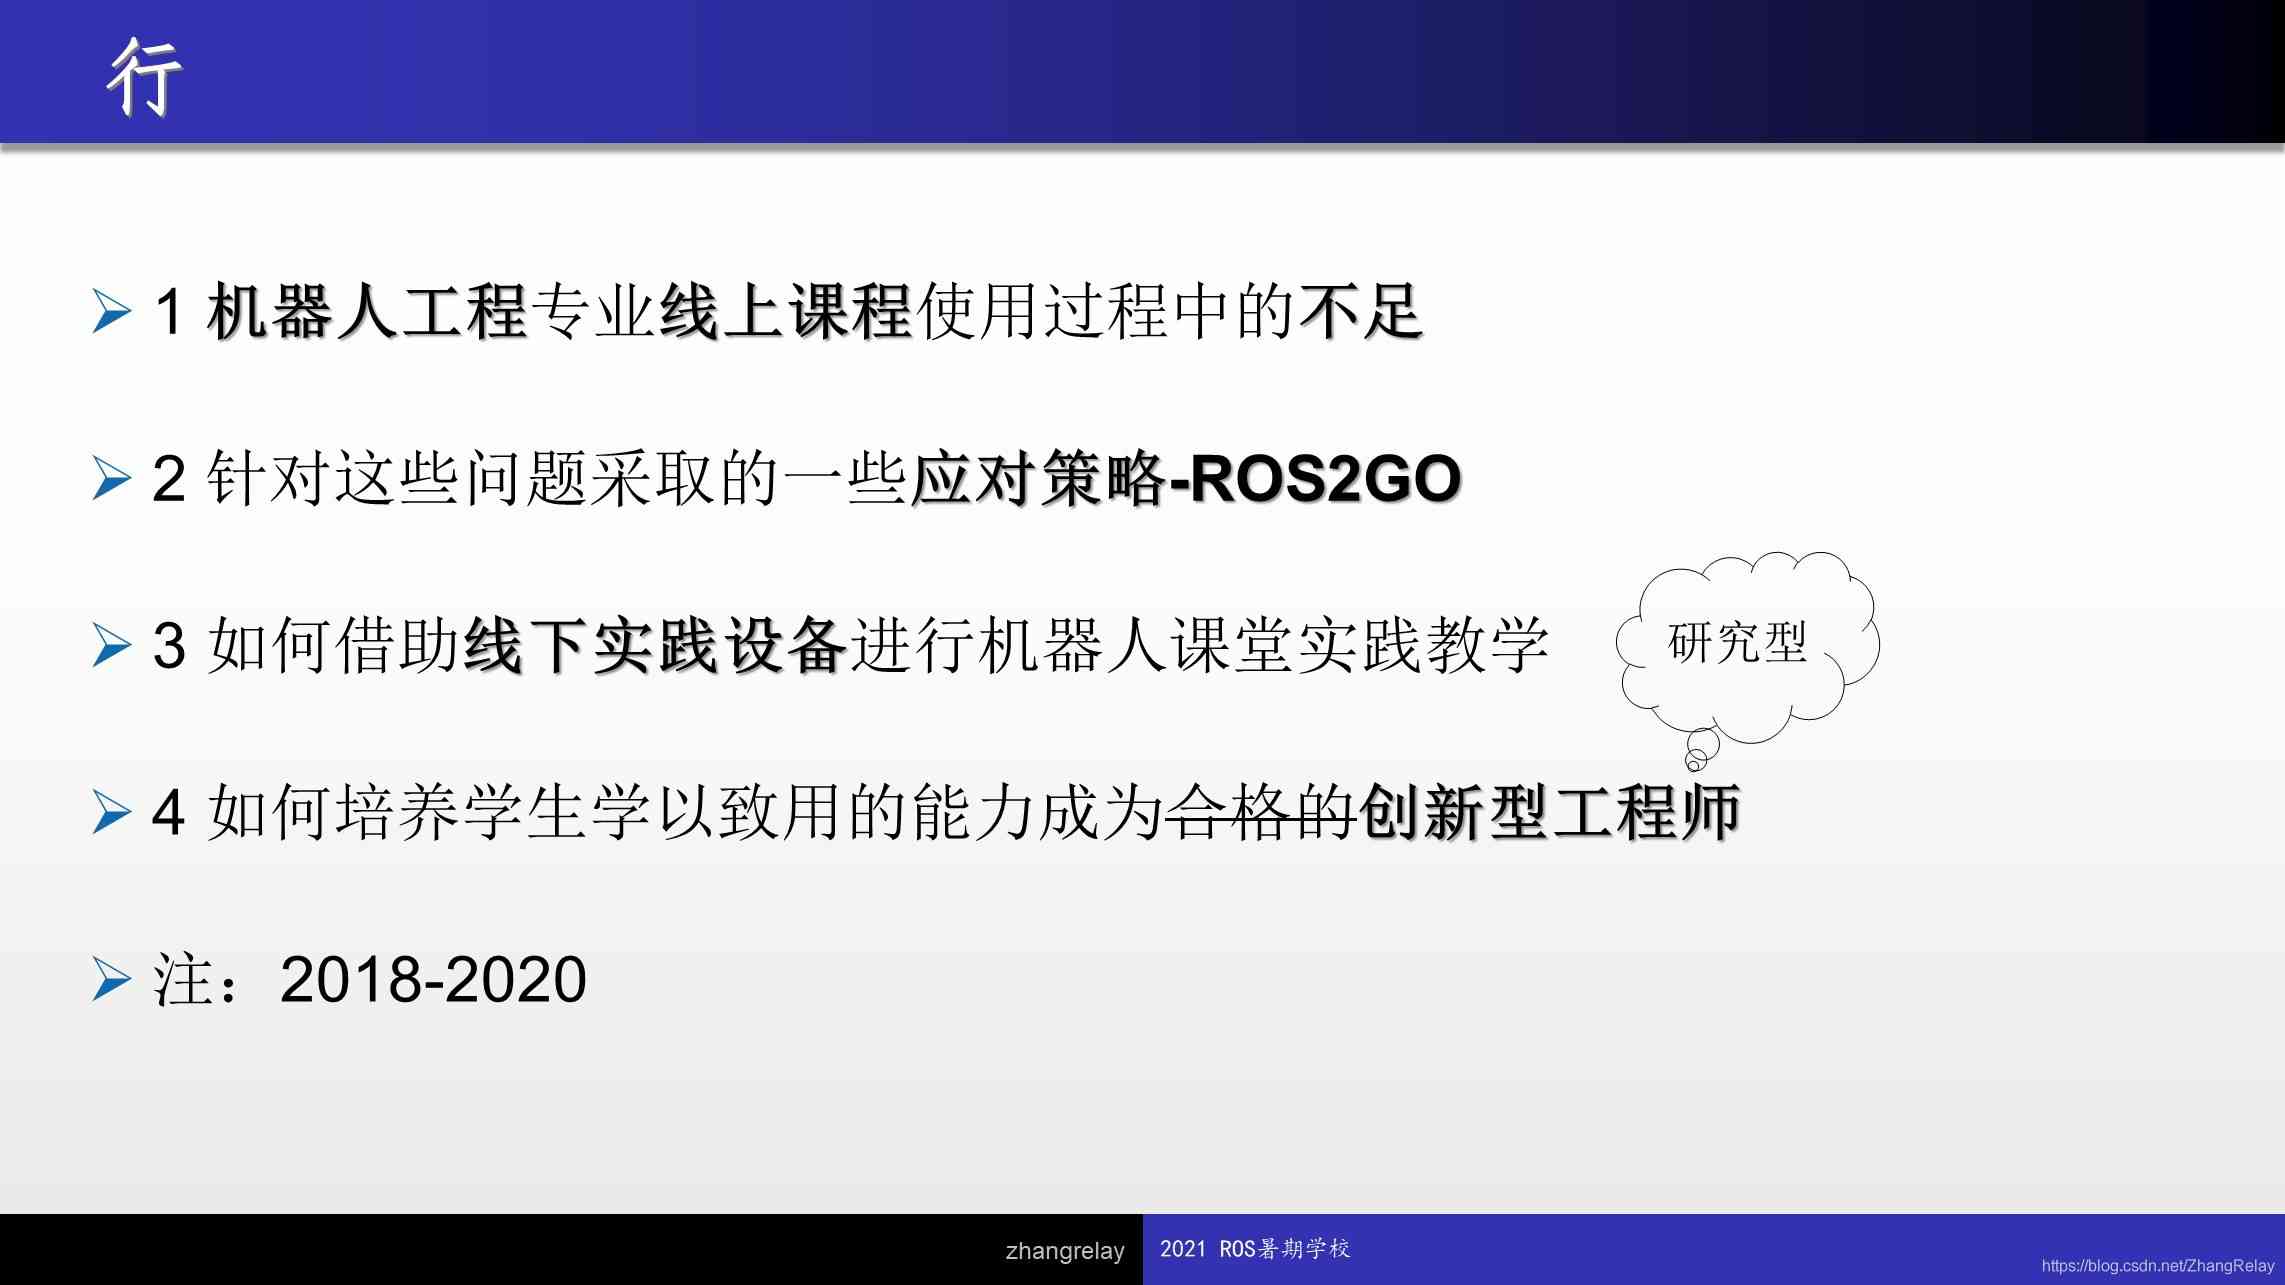 行
1 机器人工程专业线上课程使用过程中的不足
2 针对这些问题采取的一些应对策略-ROS2GO
3 如何借助线下实践设备进行机器人课堂实践教学
研究型
4 如何培养学生学以致用的能力成为合格的创新型工程师
注：2018-2020
zhangrelay
2021 ROS暑期学校
https://blog.csdn.net/ZhangRelay